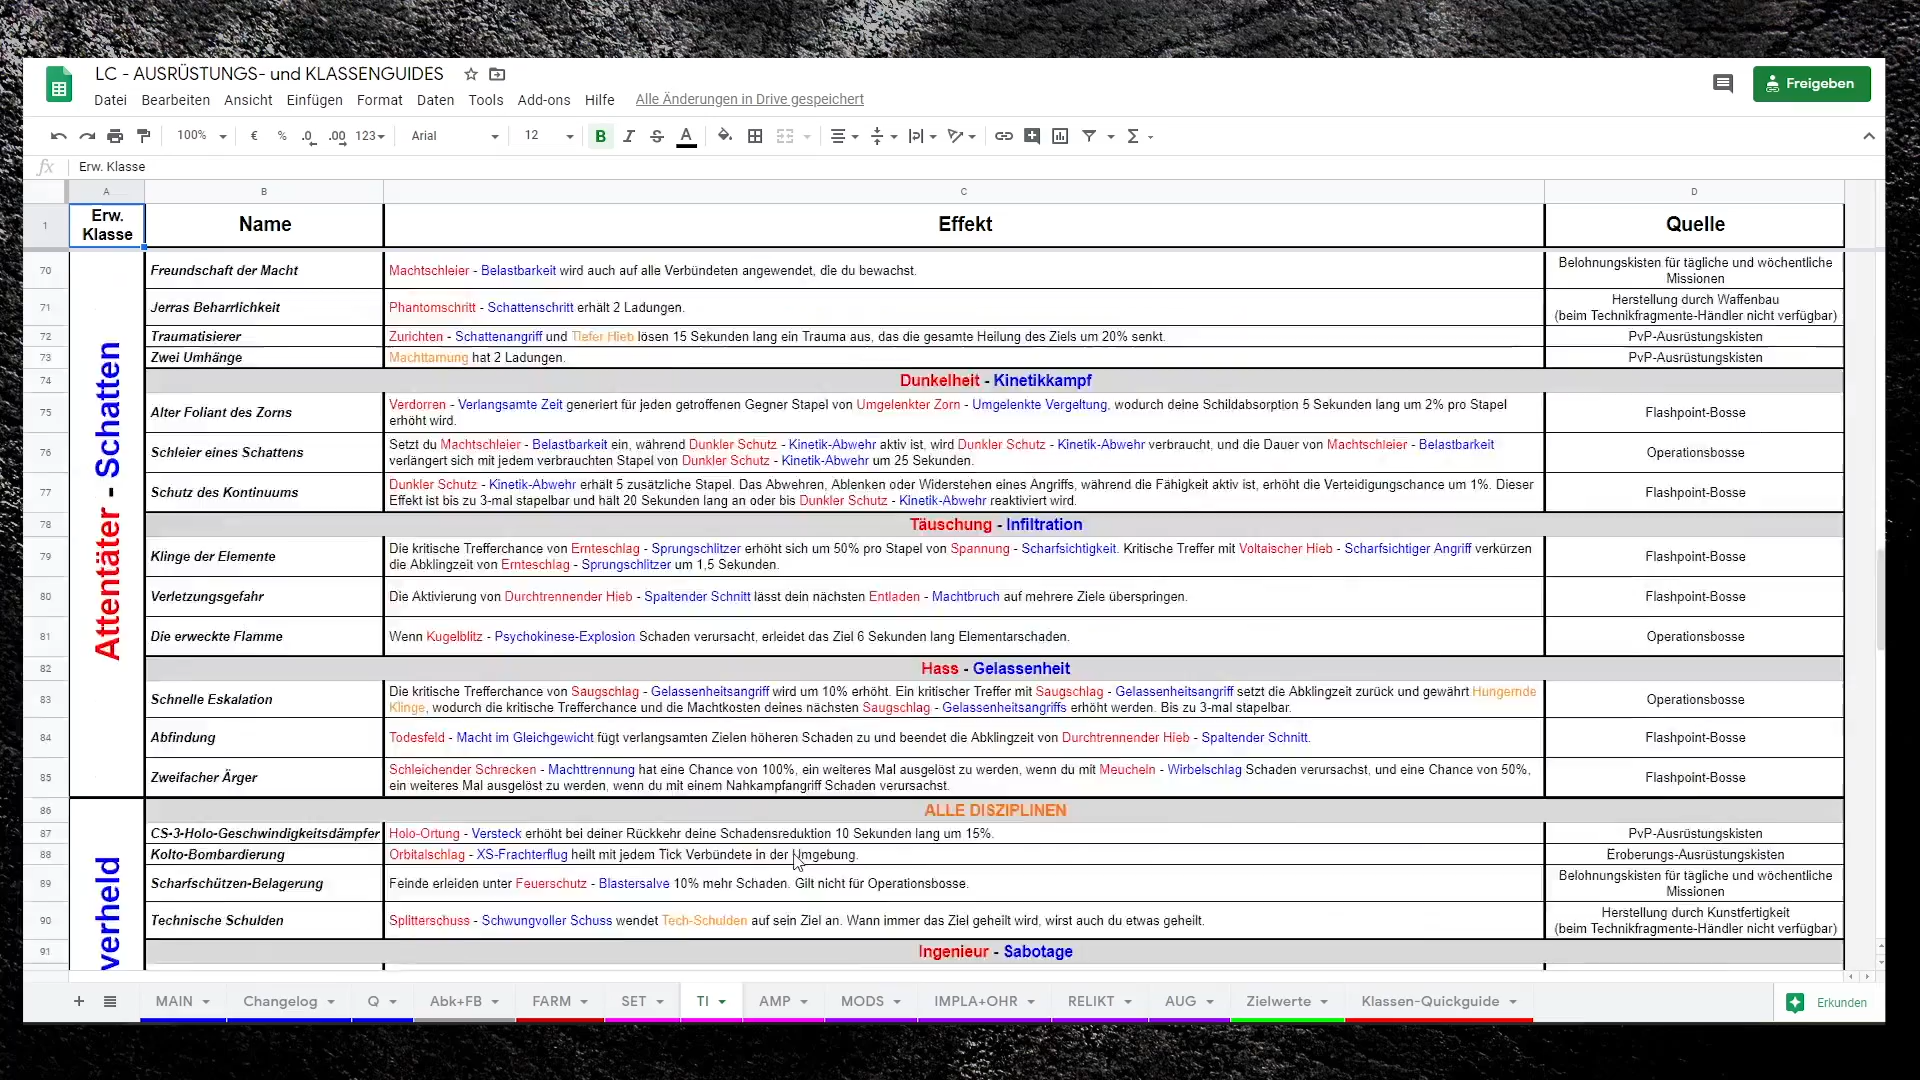 LC - AUSRÜSTUNGS- und KLASSENGUIDES
Datei Bearbeiten Ansicht Einfügen Format Daten Tools Add-ons Hilfe Alle Änderungen in Drive gespeichert
Freigeben
100% € % .0 .00 123 Arial 12 B I S A
fx Erw. Klasse
A B C D
1 Erw. Klasse Name Effekt Quelle
Attentäter - Schatten
70 Freundschaft der Macht Machtschleier - Belastbarkeit wird auch auf alle Verbündeten angewendet, die du bewachst. Belohnungskisten für tägliche und wöchentliche
Missionen
71 Jerras Beharrlichkeit Phantomschritt - Schattenschritt erhält 2 Ladungen. Herstellung durch Waffenbau
(beim Technikfragmente-Händler nicht verfügbar)
72 Traumatisierer Zurichten - Schattenangriff und Tiefer Hieb lösen 15 Sekunden lang ein Trauma aus, das die gesamte Heilung des Ziels um 20% senkt. PvP-Ausrüstungskisten
73 Zwei Umhänge Machttarnung hat 2 Ladungen. PvP-Ausrüstungskisten
74 Dunkelheit - Kinetikkampf
75 Alter Foliant des Zorns Verdorren - Verlangsamte Zeit generiert für jeden getroffenen Gegner Stapel von Umgelenkter Zorn - Umgelenkte Vergeltung, wodurch deine Schildabsorption 5 Sekunden lang um 2% pro Stapel
erhöht wird. Flashpoint-Bosse
76 Schleier eines Schattens Setzt du Machtschleier - Belastbarkeit ein, während Dunkler Schutz - Kinetik-Abwehr aktiv ist, wird Dunkler Schutz - Kinetik-Abwehr verbraucht, und die Dauer von Machtschleier - Belastbarkeit
verlängert sich mit jedem verbrauchten Stapel von Dunkler Schutz - Kinetik-Abwehr um 25 Sekunden. Operationsbosse
77 Schutz des Kontinuums Dunkler Schutz - Kinetik-Abwehr erhält 5 zusätzliche Stapel. Das Abwehren, Ablenken oder Widerstehen eines Angriffs, während die Fähigkeit aktiv ist, erhöht die Verteidigungschance um 1%. Dieser
Effekt ist bis zu 3-mal stapelbar und hält 20 Sekunden lang an oder bis Dunkler Schutz - Kinetik-Abwehr reaktiviert wird. Flashpoint-Bosse
78 Täuschung - Infiltration
79 Klinge der Elemente Die kritische Trefferchance von Ernteschlag - Sprungschlitzer erhöht sich um 50% pro Stapel von Spannung - Scharfsichtigkeit. Kritische Treffer mit Voltaischer Hieb - Scharfsichtiger Angriff verkürzen
die Abklingzeit von Ernteschlag - Sprungschlitzer um 1,5 Sekunden. Flashpoint-Bosse
80 Verletzungsgefahr Die Aktivierung von Durchtrennender Hieb - Spaltender Schnitt lässt dein nächsten Entladen - Machtbruch auf mehrere Ziele überspringen. Flashpoint-Bosse
81 Die erweckte Flamme Wenn Kugelblitz - Psychokinese-Explosion Schaden verursacht, erleidet das Ziel 6 Sekunden lang Elementarschaden. Operationsbosse
82 Hass - Gelassenheit
83 Schnelle Eskalation Die kritische Trefferchance von Saugschlag - Gelassenheitsangriff wird um 10% erhöht. Ein kritischer Treffer mit Saugschlag - Gelassenheitsangriff setzt die Abklingzeit zurück und gewährt Hungernde
Klinge, wodurch die kritische Trefferchance und die Machtkosten deines nächsten Saugschlag - Gelassenheitsangriffs erhöht werden. Bis zu 3-mal stapelbar. Operationsbosse
84 Abfindung Todesfeld - Macht im Gleichgewicht fügt verlangsamten Zielen höheren Schaden zu und beendet die Abklingzeit von Durchtrennender Hieb - Spaltender Schnitt. Flashpoint-Bosse
85 Zweifacher Ärger Schleichender Schrecken - Machttrennung hat eine Chance von 100%, ein weiteres Mal ausgelöst zu werden, wenn du mit Meucheln - Wirbelschlag Schaden verursachst, und eine Chance von 50%,
ein weiteres Mal ausgelöst zu werden, wenn du mit einem Nahkampfangriff Schaden verursachst. Flashpoint-Bosse
86 ALLE DISZIPLINEN
verheld
87 CS-3-Holo-Geschwindigkeitsdämpfer Holo-Ortung - Versteck erhöht bei deiner Rückkehr deine Schadensreduktion 10 Sekunden lang um 15%. PvP-Ausrüstungskisten
88 Kolto-Bombardierung Orbitalschlag - XS-Frachterflug heilt mit jedem Tick Verbündete in der Umgebung. Eroberungs-Ausrüstungskisten
89 Scharfschützen-Belagerung Feinde erleiden unter Feuerschutz - Blastersalve 10% mehr Schaden. Gilt nicht für Operationsbosse. Belohnungskisten für tägliche und wöchentliche
Missionen
90 Technische Schulden Splitterschuss - Schwungvoller Schuss wendet Tech-Schulden auf sein Ziel an. Wann immer das Ziel geheilt wird, wirst auch du etwas geheilt. Herstellung durch Kunstfertigkeit
(beim Technikfragmente-Händler nicht verfügbar)
91 Ingenieur - Sabotage
+ MAIN Changelog Q Abk+FB FARM SET TI AMP MODS IMPLA+OHR RELIKT AUG Zielwerte Klassen-Quickguide Erkunden